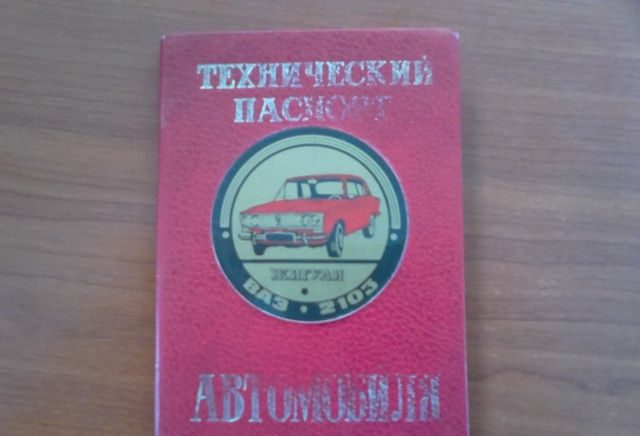 ТЕХНИЧЕСКИЙ
ПАСПОРТ
ЖИГУЛИ
ВАЗ • 2103
АВТОМОБИЛЯ